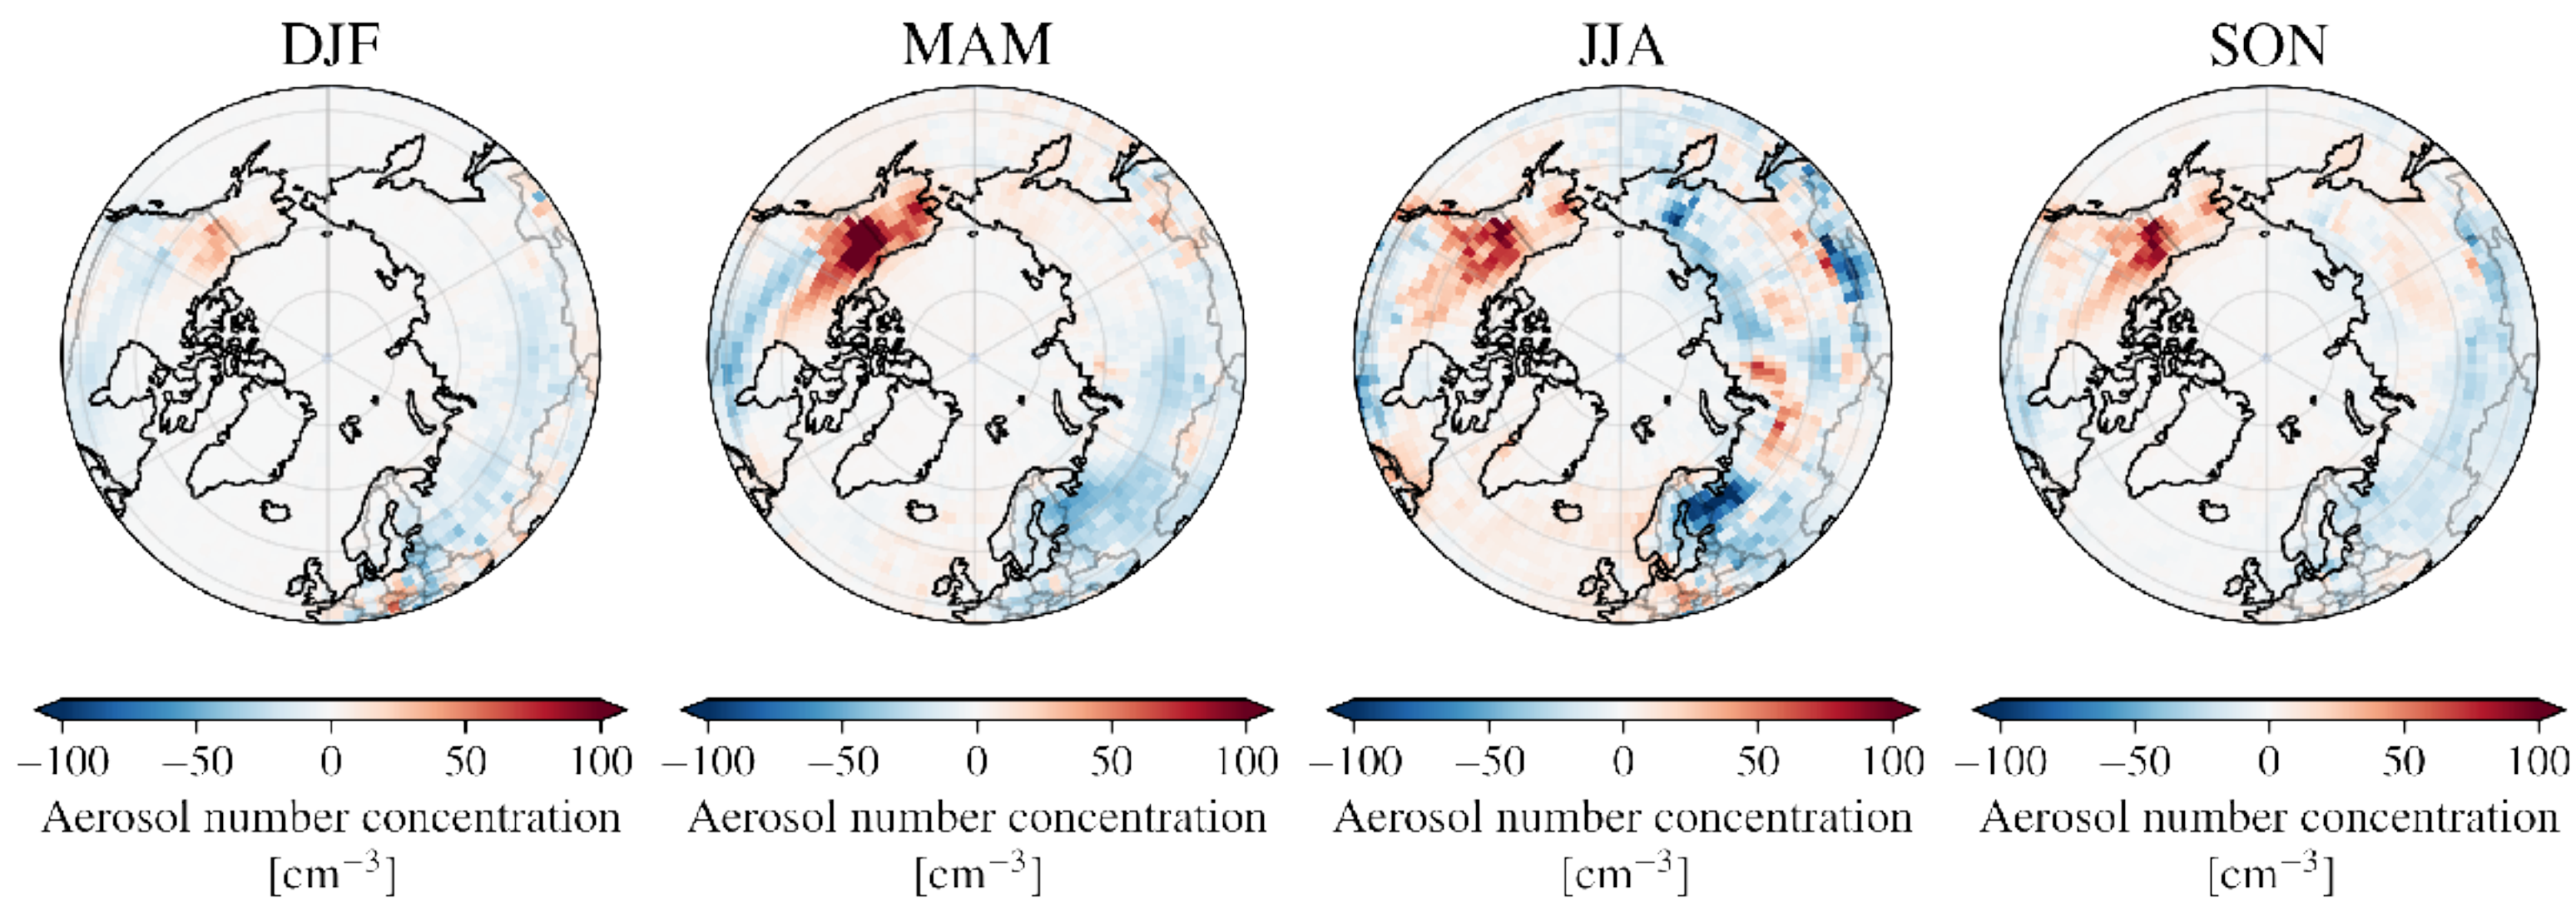 DJF MAM JJA SON
−100 −50 0 50 100 −100 −50 0 50 100 −100 −50 0 50 100 −100 −50 0 50 100
Aerosol number concentration Aerosol number concentration Aerosol number concentration Aerosol number concentration
[cm⁻³] [cm⁻³] [cm⁻³] [cm⁻³]